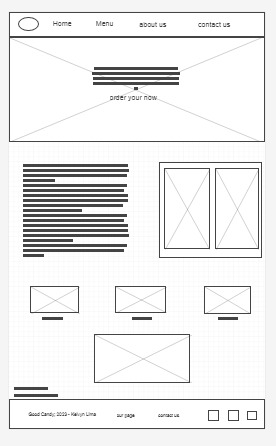 Home Menu about us contact us
order your now
Good Candy; 2023 - Kelvyn Lima our page contact us